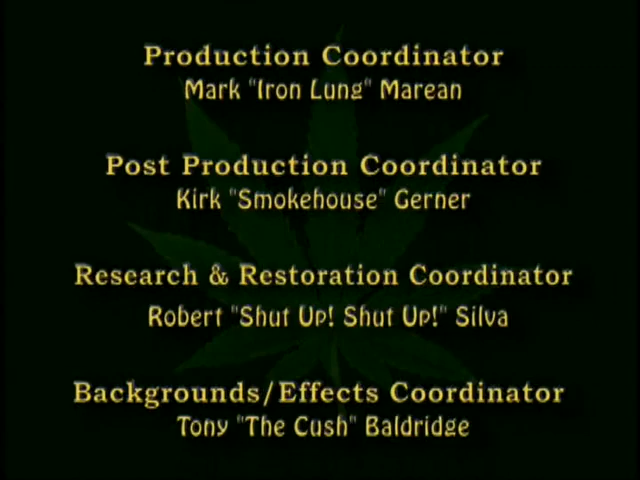 Production Coordinator
Mark "Iron Lung" Marean
Post Production Coordinator
Kirk "Smokehouse" Gerner
Research & Restoration Coordinator
Robert "Shut Up! Shut Up!" Silva
Backgrounds/Effects Coordinator
Tony "The Cush" Baldridge